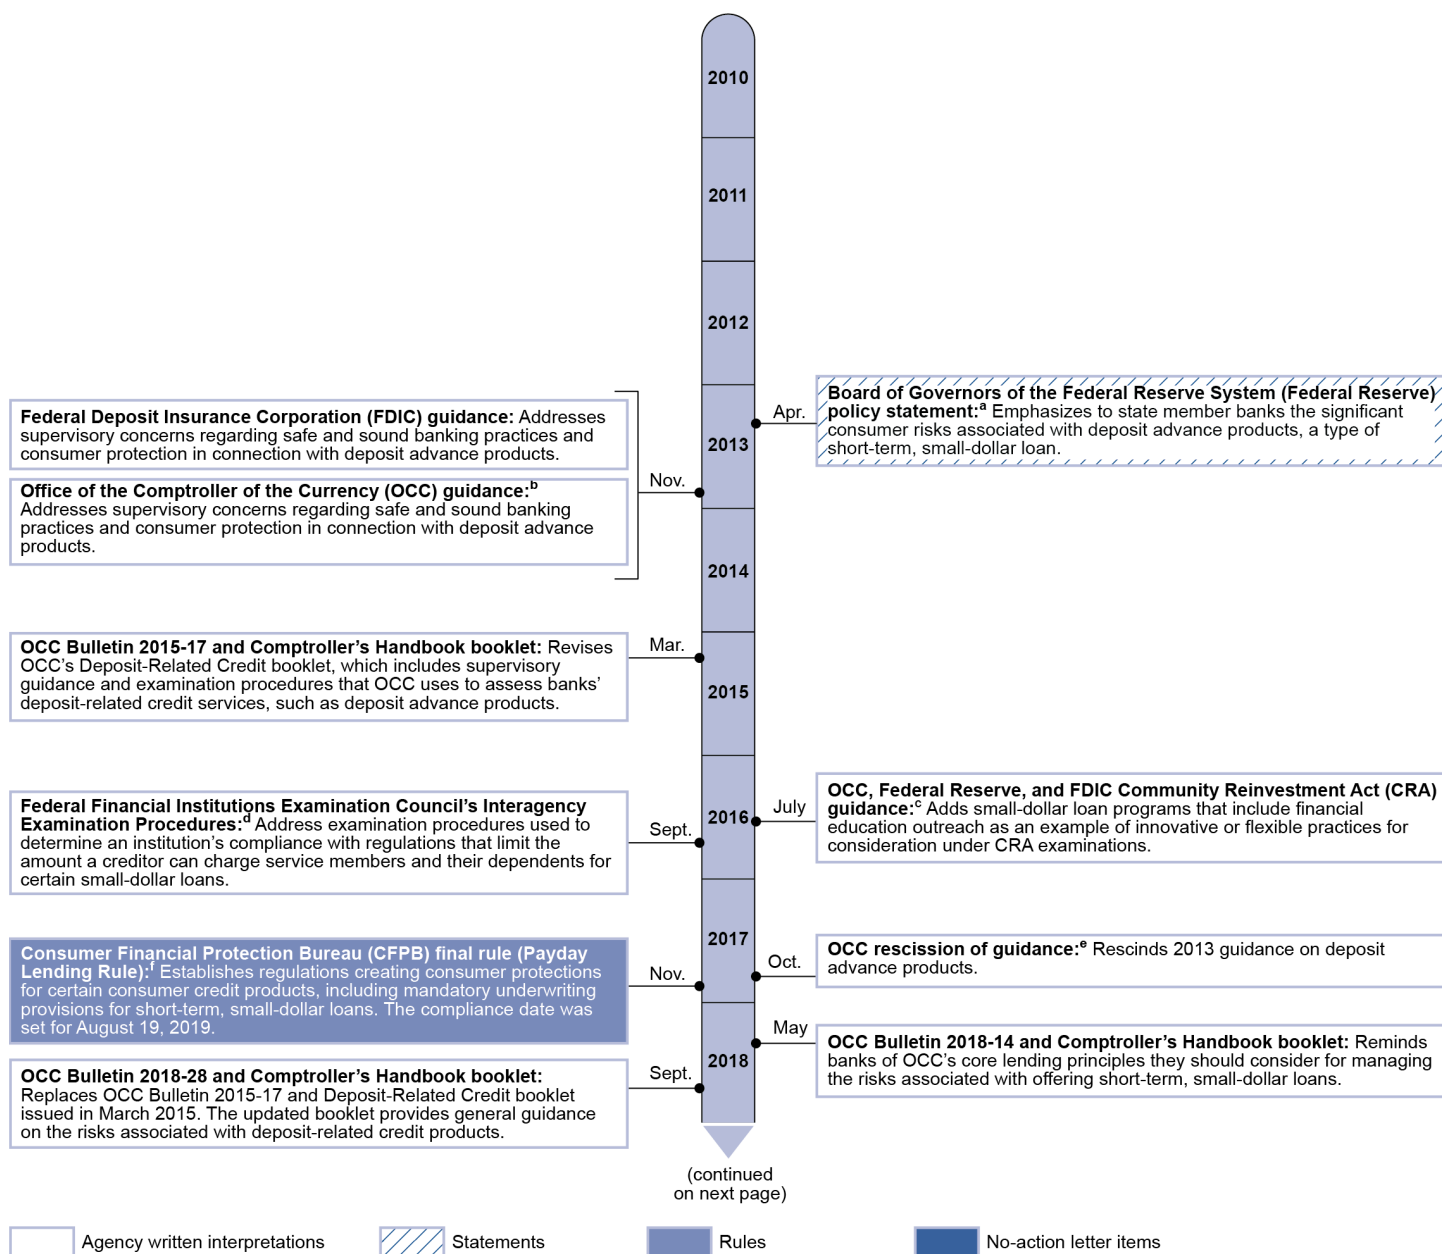 2010
2011
2012
Board of Governors of the Federal Reserve System (Federal Reserve)
policy statement:a Emphasizes to state member banks the significant
consumer risks associated with deposit advance products, a type of
short-term, small-dollar loan.
Apr.
Federal Deposit Insurance Corporation (FDIC) guidance: Addresses
supervisory concerns regarding safe and sound banking practices and
consumer protection in connection with deposit advance products.
2013
Nov.
Office of the Comptroller of the Currency (OCC) guidance:b
Addresses supervisory concerns regarding safe and sound banking
practices and consumer protection in connection with deposit advance
products.
2014
OCC Bulletin 2015-17 and Comptroller's Handbook booklet: Revises
OCC's Deposit-Related Credit booklet, which includes supervisory
guidance and examination procedures that OCC uses to assess banks'
deposit-related credit services, such as deposit advance products.
Mar.
2015
OCC, Federal Reserve, and FDIC Community Reinvestment Act (CRA)
guidance:c Adds small-dollar loan programs that include financial
education outreach as an example of innovative or flexible practices for
consideration under CRA examinations.
July
2016
Federal Financial Institutions Examination Council's Interagency
Examination Procedures:d Address examination procedures used to
determine an institution's compliance with regulations that limit the
amount a creditor can charge service members and their dependents for
certain small-dollar loans.
Sept.
2017
OCC rescission of guidance:e Rescinds 2013 guidance on deposit
advance products.
Oct.
Consumer Financial Protection Bureau (CFPB) final rule (Payday
Lending Rule):f Establishes regulations creating consumer protections
for certain consumer credit products, including mandatory underwriting
provisions for short-term, small-dollar loans. The compliance date was
set for August 19, 2019.
Nov.
May
OCC Bulletin 2018-14 and Comptroller's Handbook booklet: Reminds
banks of OCC's core lending principles they should consider for managing
the risks associated with offering short-term, small-dollar loans.
2018
OCC Bulletin 2018-28 and Comptroller's Handbook booklet:
Replaces OCC Bulletin 2015-17 and Deposit-Related Credit booklet
issued in March 2015. The updated booklet provides general guidance
on the risks associated with deposit-related credit products.
Sept.
(continued
on next page)
Agency written interpretations
Statements
Rules
No-action letter items